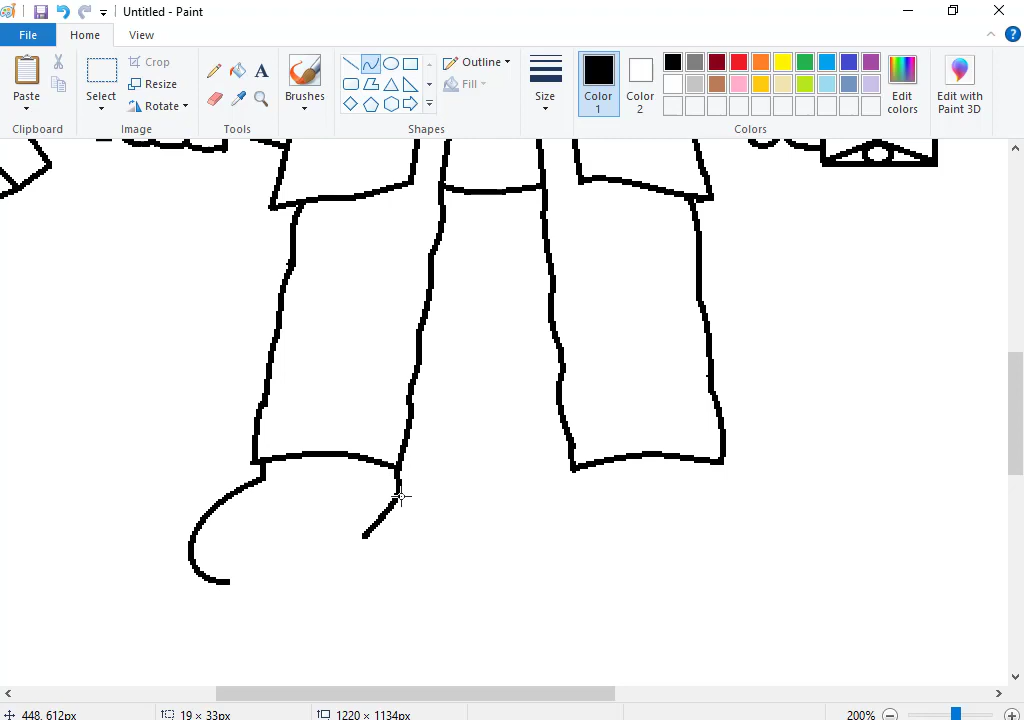 Untitled - Paint
File Home View
Paste
Clipboard
Select
Crop
Resize
Rotate
Image
A
Tools
Brushes
Outline
Fill
Shapes
Size
Color 1
Color 2
Edit colors
Colors
Edit with Paint 3D
?
448, 612px
19 × 33px
1220 × 1134px
200%